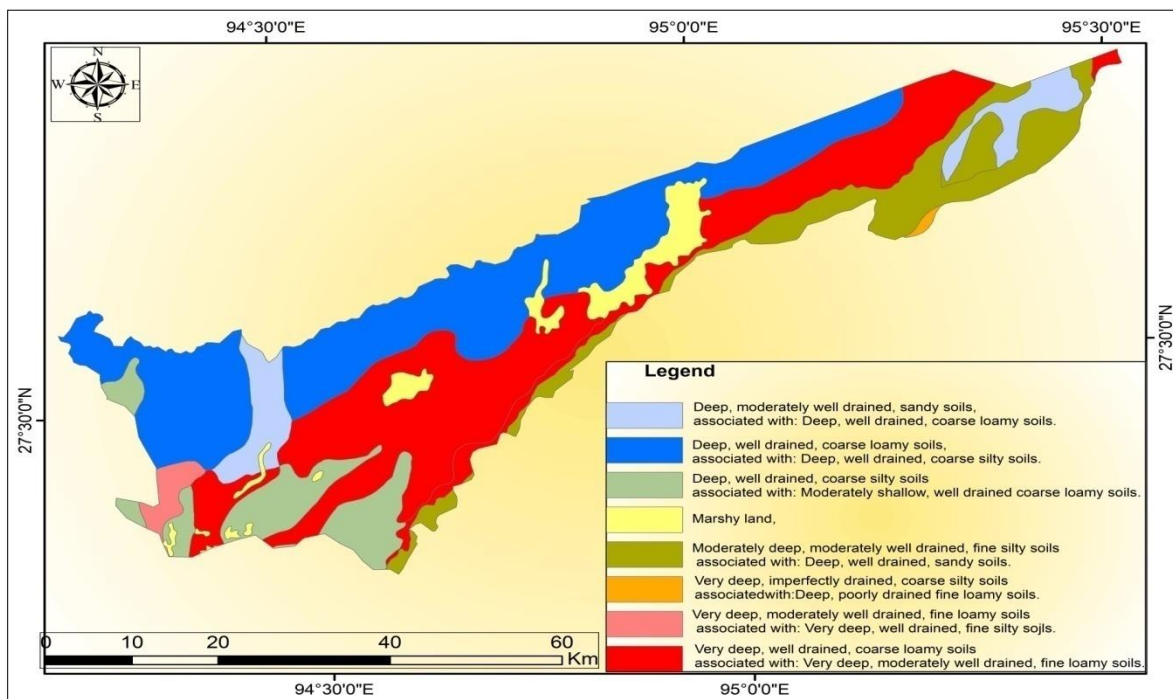 94°30'0"E
95°0'0"E
95°30'0"E
N
W E
S
27°30'0"N
27°30'0"N
Legend
Deep, moderately well drained, sandy soils,
associated with: Deep, well drained, coarse loamy soils.
Deep, well drained, coarse loamy soils,
associated with: Deep, well drained, coarse silty soils.
Deep, well drained, coarse silty soils
associated with: Moderately shallow, well drained coarse loamy soils.
Marshy land,
Moderately deep, moderately well drained, fine silty soils
associated with: Deep, well drained, sandy soils.
Very deep, imperfectly drained, coarse silty soils
associatedwith:Deep, poorly drained fine loamy soils.
Very deep, moderately well drained, fine loamy soils
associated with: Very deep, well drained, fine silty sojls.
Very deep, well drained, coarse loamy soils
associated with: Very deep, moderately well drained, fine loamy soils.
0 10 20 40 60
Km
94°30'0"E
95°0'0"E